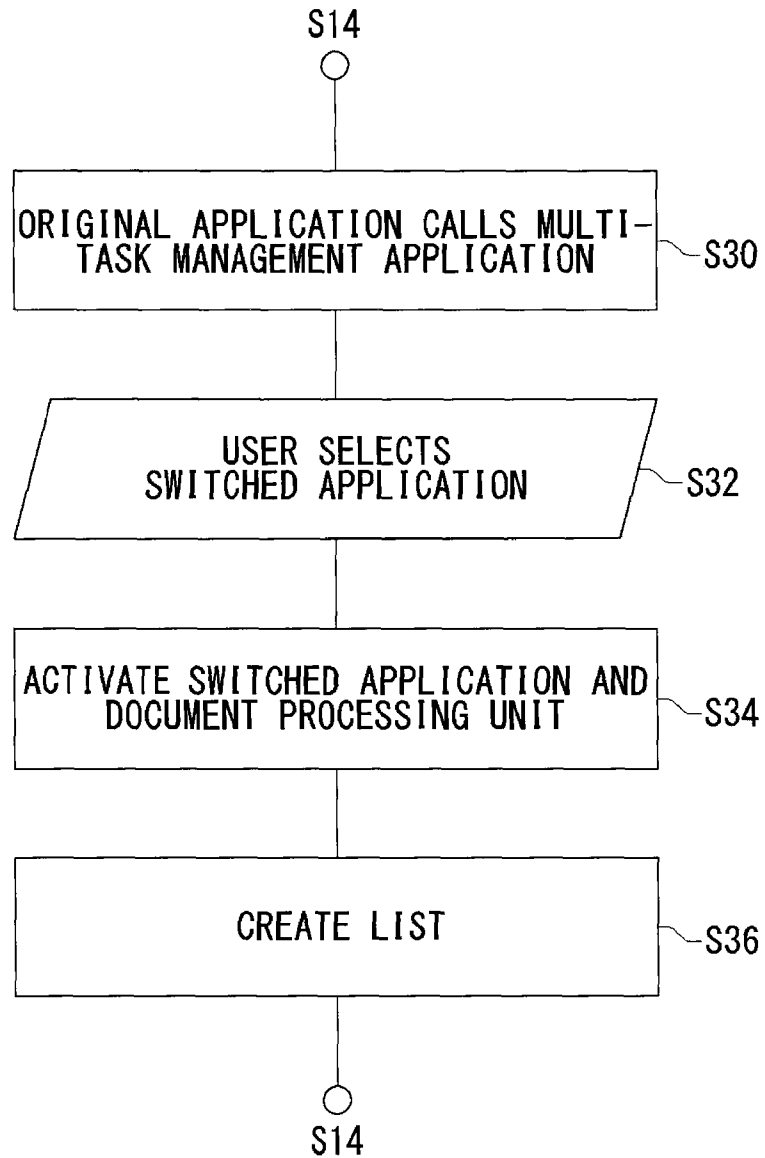 S14
ORIGINAL APPLICATION CALLS MULTI-
TASK MANAGEMENT APPLICATION
S30
USER SELECTS
SWITCHED APPLICATION
S32
ACTIVATE SWITCHED APPLICATION AND
DOCUMENT PROCESSING UNIT
S34
CREATE LIST
S36
S14